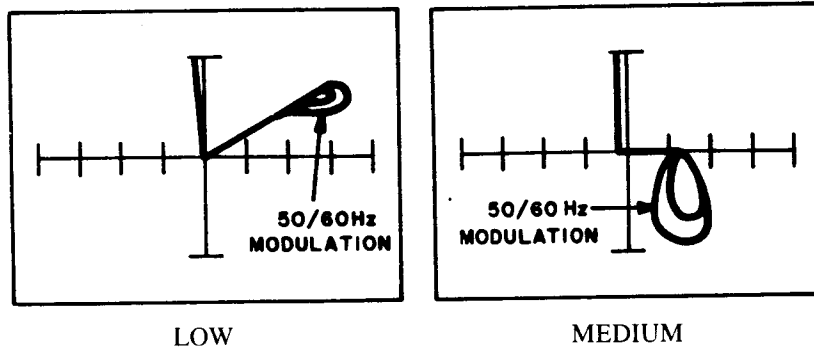 50/60Hz
MODULATION
50/60 Hz
MODULATION
LOW
MEDIUM